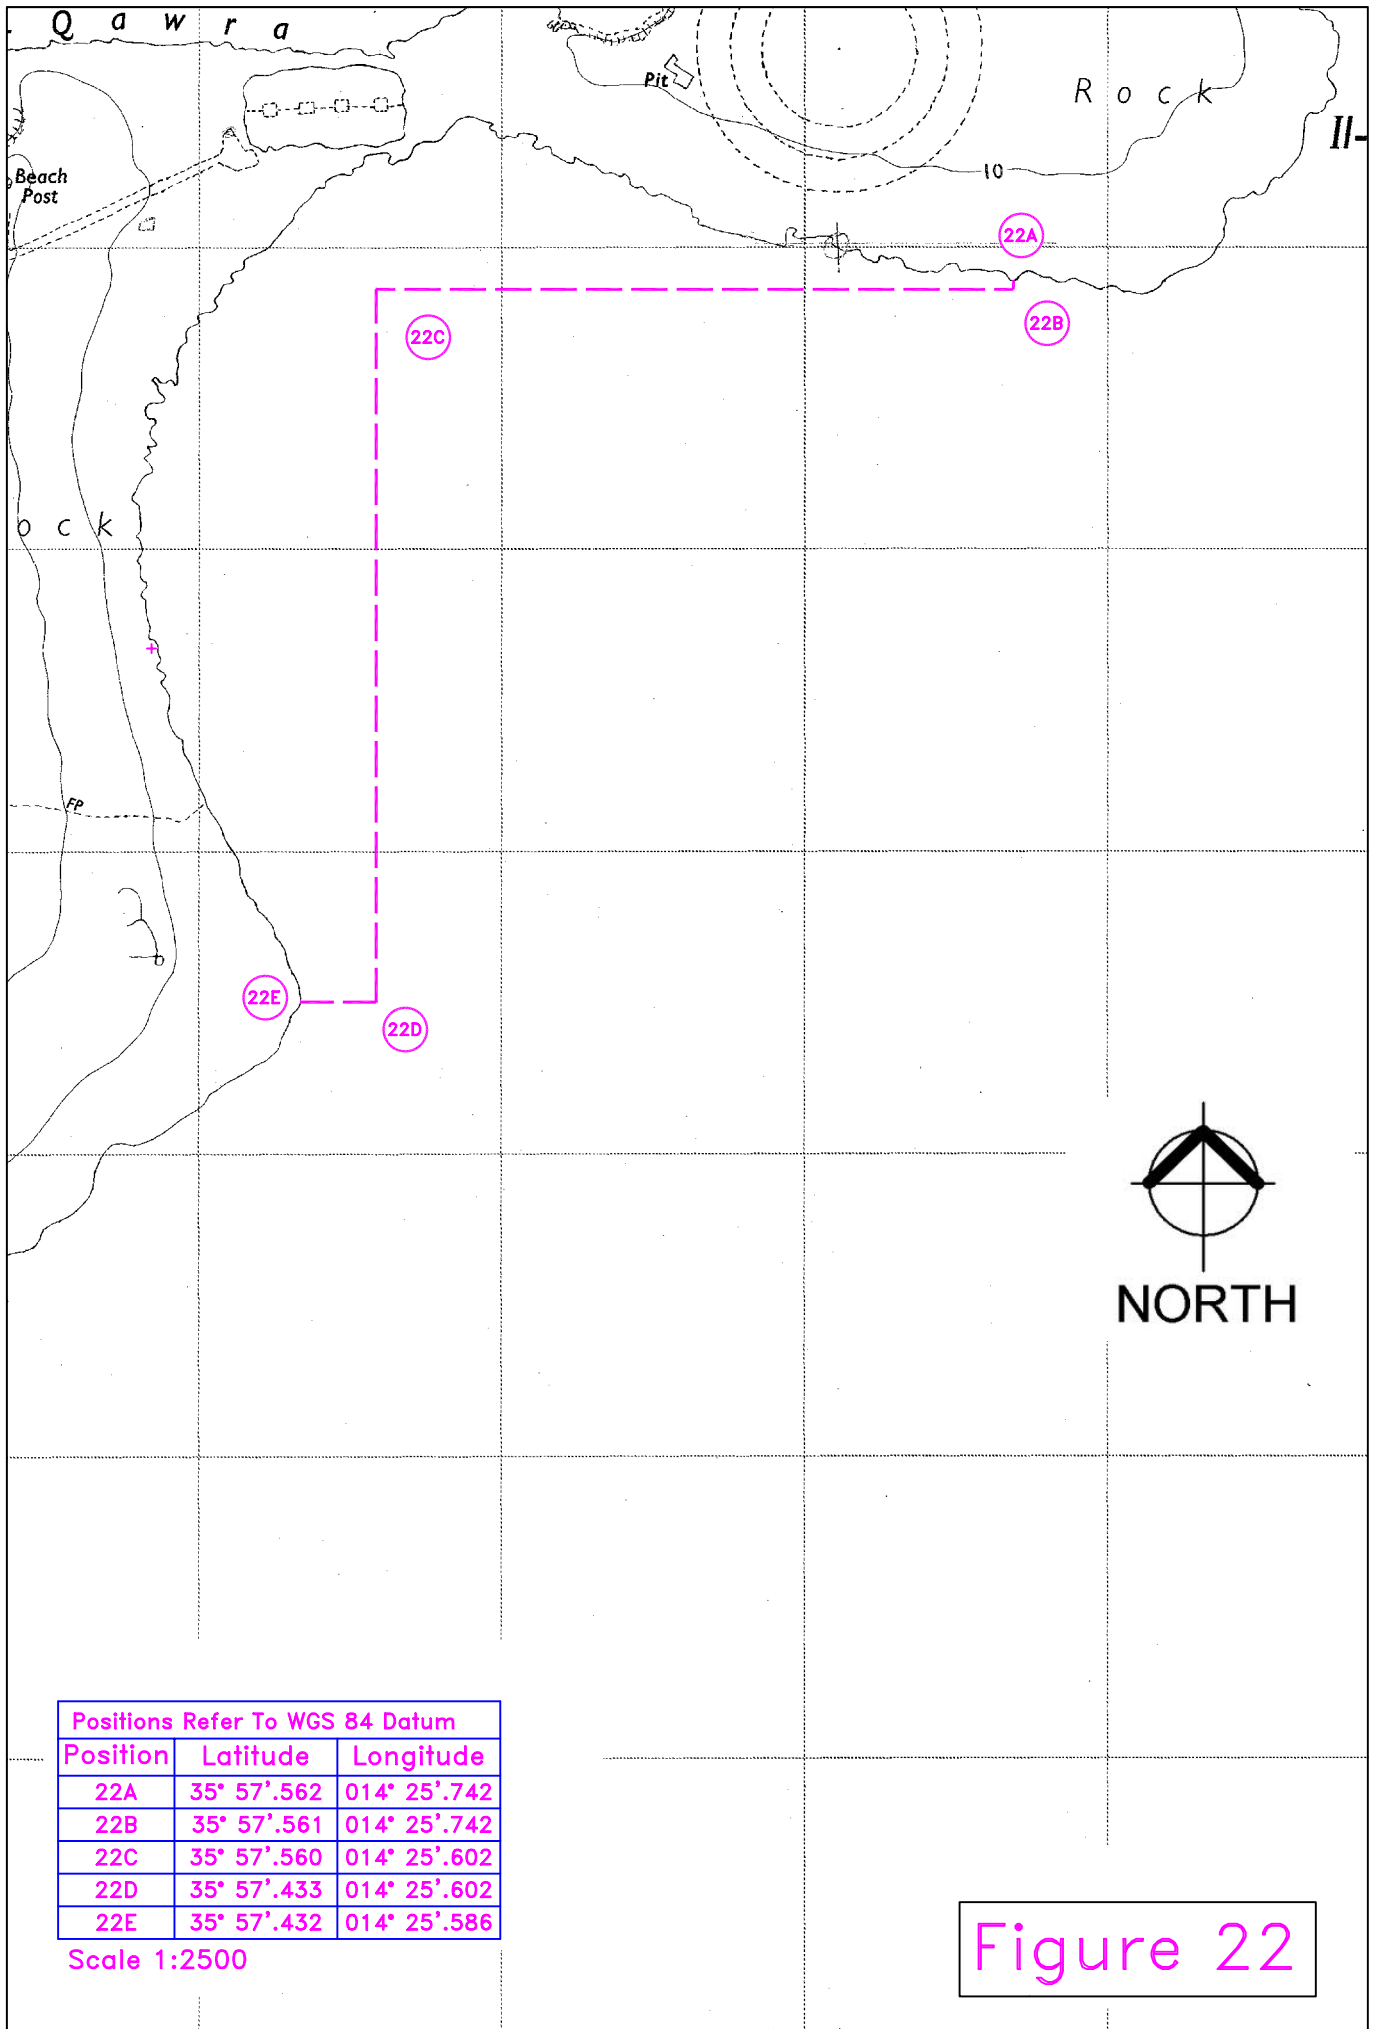 Q a w r a
Pit
R o c k
Il-
Beach
Post
10
22A
22B
22C
o c k
FP
22E
22D
NORTH
Positions Refer To WGS 84 Datum
Position Latitude Longitude
22A 35° 57'.562 014° 25'.742
22B 35° 57'.561 014° 25'.742
22C 35° 57'.560 014° 25'.602
22D 35° 57'.433 014° 25'.602
22E 35° 57'.432 014° 25'.586
Scale 1:2500
Figure 22